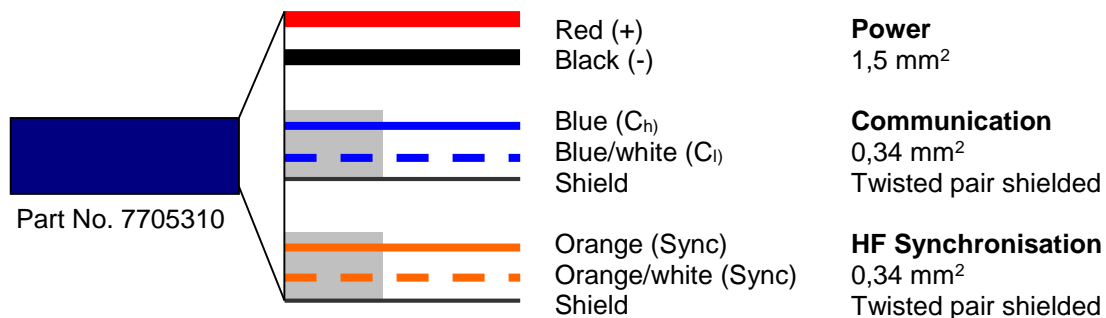 Red (+) Power
Black (-) 1,5 mm²
Blue (Cₕ) Communication
Blue/white (Cₗ) 0,34 mm²
Shield Twisted pair shielded
Part No. 7705310
Orange (Sync) HF Synchronisation
Orange/white (Sync) 0,34 mm²
Shield Twisted pair shielded